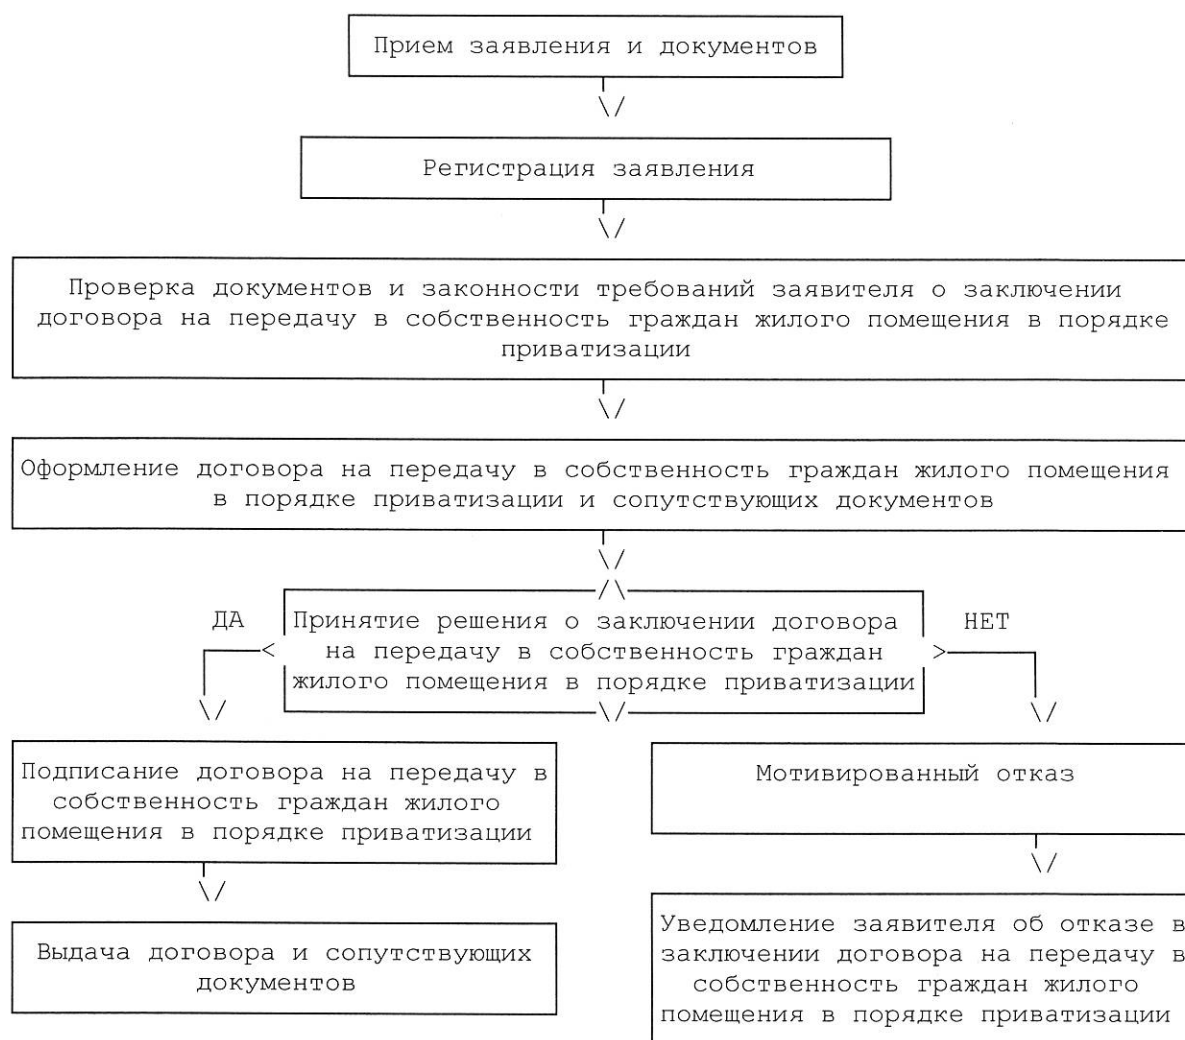 Прием заявления и документов
Регистрация заявления
Проверка документов и законности требований заявителя о заключении
договора на передачу в собственность граждан жилого помещения в порядке
приватизации
Оформление договора на передачу в собственность граждан жилого помещения
в порядке приватизации и сопутствующих документов
ДА
Принятие решения о заключении договора
на передачу в собственность граждан
жилого помещения в порядке приватизации
НЕТ
Подписание договора на передачу в
собственность граждан жилого
помещения в порядке приватизации
Мотивированный отказ
Выдача договора и сопутствующих
документов
Уведомление заявителя об отказе в
заключении договора на передачу в
собственность граждан жилого
помещения в порядке приватизации